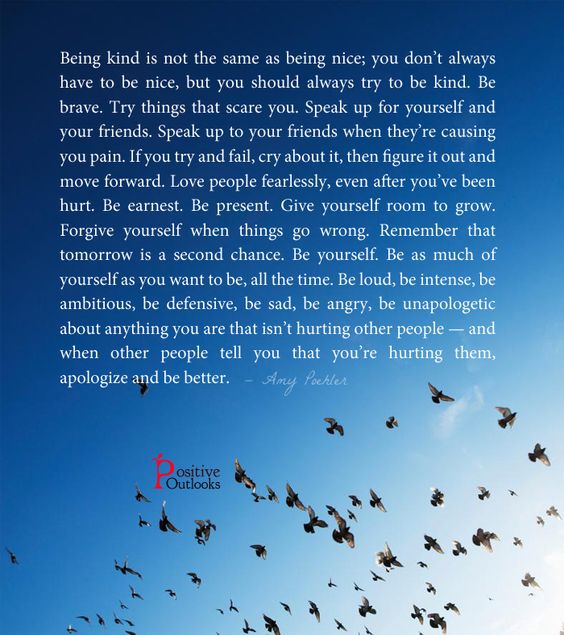 Being kind is not the same as being nice; you don’t always
have to be nice, but you should always try to be kind. Be
brave. Try things that scare you. Speak up for yourself and
your friends. Speak up to your friends when they’re causing
you pain. If you try and fail, cry about it, then figure it out and
move forward. Love people fearlessly, even after you’ve been
hurt. Be earnest. Be present. Give yourself room to grow.
Forgive yourself when things go wrong. Remember that
tomorrow is a second chance. Be yourself. Be as much of
yourself as you want to be, all the time. Be loud, be intense, be
ambitious, be defensive, be sad, be angry, be unapologetic
about anything you are that isn’t hurting other people — and
when other people tell you that you’re hurting them,
apologize and be better. – Amy Poehler
Positive
Outlooks